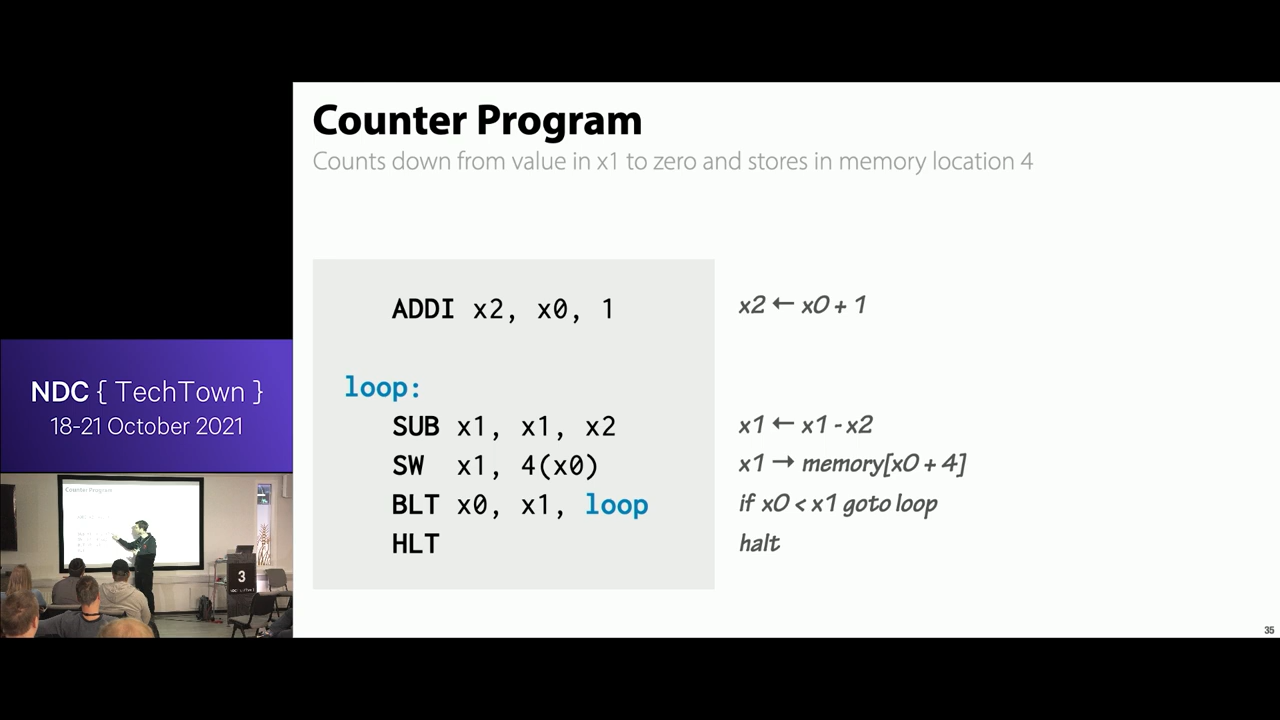 Counter Program
Counts down from value in x1 to zero and stores in memory location 4
ADDI x2, x0, 1
x2 ← x0 + 1
loop:
SUB x1, x1, x2
x1 ← x1 - x2
SW x1, 4(x0)
x1 → memory[x0 + 4]
BLT x0, x1, loop
if x0 < x1 goto loop
HLT
halt
35
NDC { TechTown }
18-21 October 2021
Counter Program
3